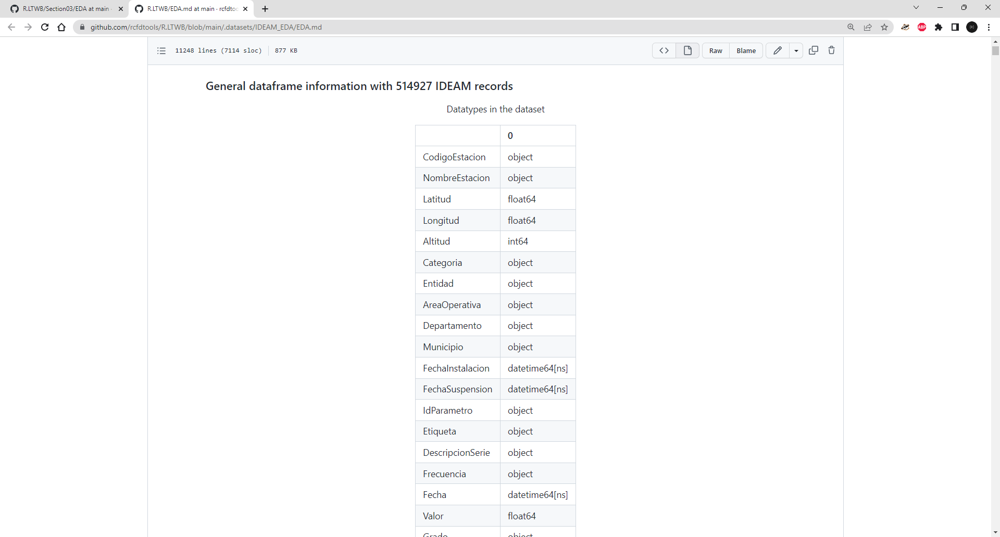 R.LTWB/Section03/EDA at main ·
R.LTWB/EDA.md at main · rcfdtoo
github.com/rcfdtools/R.LTWB/blob/main/.datasets/IDEAM_EDA/EDA.md
ABP
11248 lines (7114 sloc) 877 KB
Raw Blame
General dataframe information with 514927 IDEAM records
Datatypes in the dataset
0
CodigoEstacion object
NombreEstacion object
Latitud float64
Longitud float64
Altitud int64
Categoria object
Entidad object
AreaOperativa object
Departamento object
Municipio object
FechaInstalacion datetime64[ns]
FechaSuspension datetime64[ns]
IdParametro object
Etiqueta object
DescripcionSerie object
Frecuencia object
Fecha datetime64[ns]
Valor float64
Grado object